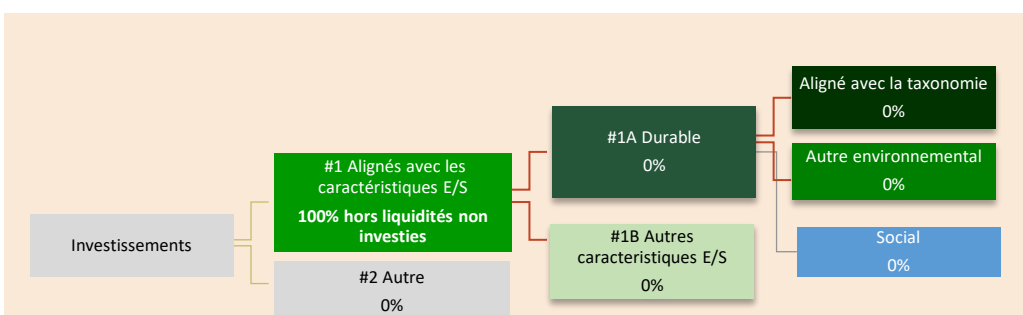 Investissements
#1 Alignés avec les
caractéristiques E/S
100% hors liquidités non
investies
#2 Autre
0%
#1A Durable
0%
#1B Autres
caracteristiques E/S
0%
Aligné avec la taxonomie
0%
Autre environnemental
0%
Social
0%